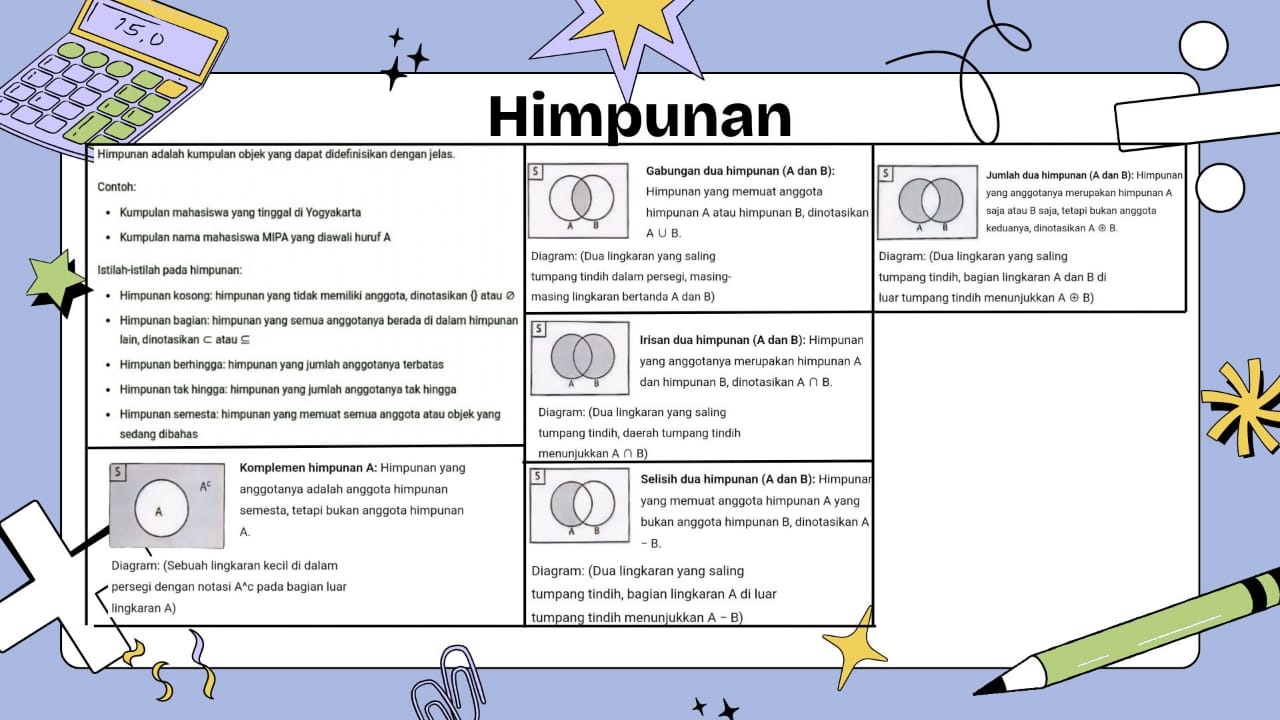 15,0
Himpunan
Himpunan adalah kumpulan objek yang dapat didefinisikan dengan jelas.
Contoh:
• Kumpulan mahasiswa yang tinggal di Yogyakarta
• Kumpulan nama mahasiswa MIPA yang diawali huruf A
Istilah-istilah pada himpunan:
• Himpunan kosong: himpunan yang tidak memiliki anggota, dinotasikan {} atau ∅
• Himpunan bagian: himpunan yang semua anggotanya berada di dalam himpunan
lain, dinotasikan ⊂ atau ⊆
• Himpunan berhingga: himpunan yang jumlah anggotanya terbatas
• Himpunan tak hingga: himpunan yang jumlah anggotanya tak hingga
• Himpunan semesta: himpunan yang memuat semua anggota atau objek yang
sedang dibahas
S
A
Aᶜ
Komplemen himpunan A: Himpunan yang
anggotanya adalah anggota himpunan
semesta, tetapi bukan anggota himpunan
A.
Diagram: (Sebuah lingkaran kecil di dalam
persegi dengan notasi A^c pada bagian luar
lingkaran A)
S
A B
Gabungan dua himpunan (A dan B):
Himpunan yang memuat anggota
himpunan A atau himpunan B, dinotasikan
A ∪ B.
Diagram: (Dua lingkaran yang saling
tumpang tindih dalam persegi, masing-
masing lingkaran bertanda A dan B)
S
A B
Irisan dua himpunan (A dan B): Himpunan
yang anggotanya merupakan himpunan A
dan himpunan B, dinotasikan A ∩ B.
Diagram: (Dua lingkaran yang saling
tumpang tindih, daerah tumpang tindih
menunjukkan A ∩ B)
S
A B
Selisih dua himpunan (A dan B): Himpunan
yang memuat anggota himpunan A yang
bukan anggota himpunan B, dinotasikan A
− B.
Diagram: (Dua lingkaran yang saling
tumpang tindih, bagian lingkaran A di luar
tumpang tindih menunjukkan A − B)
S
A B
Jumlah dua himpunan (A dan B): Himpunan
yang anggotanya merupakan himpunan A
saja atau B saja, tetapi bukan anggota
keduanya, dinotasikan A ⊕ B.
Diagram: (Dua lingkaran yang saling
tumpang tindih, bagian lingkaran A dan B di
luar tumpang tindih menunjukkan A ⊕ B)